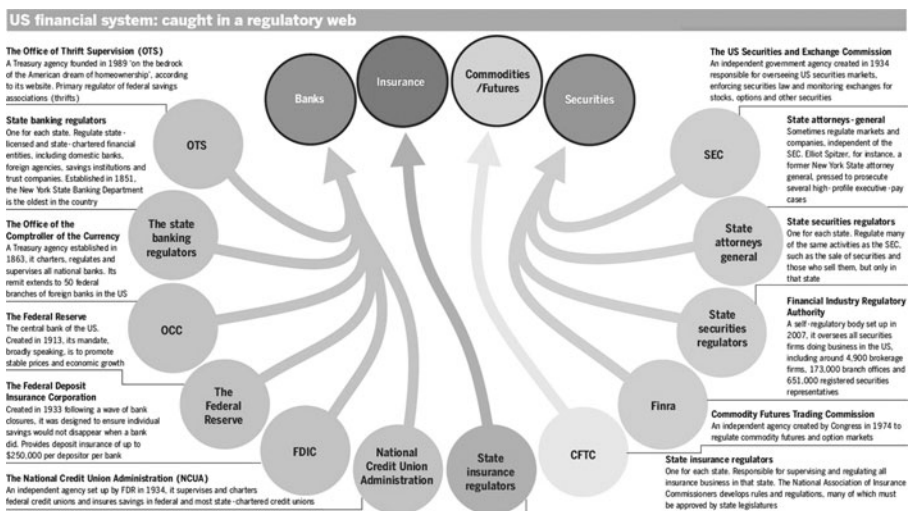 US financial system: caught in a regulatory web
The Office of Thrift Supervision (OTS)
A Treasury agency founded in 1989 ‘on the bedrock
of the American dream of homeownership’, according
to its website. Primary regulator of federal savings
associations (thrifts)
State banking regulators
One for each state. Regulate state-
licensed and state-chartered financial
entities, including domestic banks,
foreign agencies, savings institutions and
trust companies. Established in 1851,
the New York State Banking Department
is the oldest in the country
The Office of the
Comptroller of the Currency
A Treasury agency established in
1863, it charters, regulates and
supervises all national banks. Its
remit extends to 50 federal
branches of foreign banks in the US
The Federal Reserve
The central bank of the US.
Created in 1913, its mandate,
broadly speaking, is to promote
stable prices and economic growth
The Federal Deposit
Insurance Corporation
Created in 1933 following a wave of bank
closures, it was designed to ensure individual
savings would not disappear when a bank
did. Provides deposit insurance of up to
$250,000 per depositor per bank
The National Credit Union Administration (NCUA)
An independent agency set up by FDR in 1934, it supervises and charters
federal credit unions and insures savings in federal and most state-chartered credit unions
Banks
Insurance
Commodities
/Futures
Securities
OTS
The state
banking
regulators
OCC
The
Federal
Reserve
FDIC
National
Credit Union
Administration
State
insurance
regulators
CFTC
Finra
State
securities
regulators
State
attorneys
general
SEC
The US Securities and Exchange Commission
An independent government agency created in 1934
responsible for overseeing US securities markets,
enforcing securities law and monitoring exchanges for
stocks, options and other securities
State attorneys-general
Sometimes regulate markets and
companies, independent of the
SEC. Elliot Spitzer, for instance, a
former New York State attorney
general, pressed to prosecute
several high-profile executive-pay
cases
State securities regulators
One for each state. Regulate many
of the same activities as the SEC,
such as the sale of securities and
those who sell them, but only in
that state
Financial Industry Regulatory
Authority
A self-regulatory body set up in
2007, it oversees all securities
firms doing business in the US,
including around 4,900 brokerage
firms, 173,000 branch offices and
651,000 registered securities
representatives
Commodity Futures Trading Commission
An independent agency created by Congress in 1974 to
regulate commodity futures and option markets
State insurance regulators
One for each state. Responsible for supervising and regulating all
insurance business in that state. The National Association of Insurance
Commissioners develops rules and regulations, many of which must
be approved by state legislatures